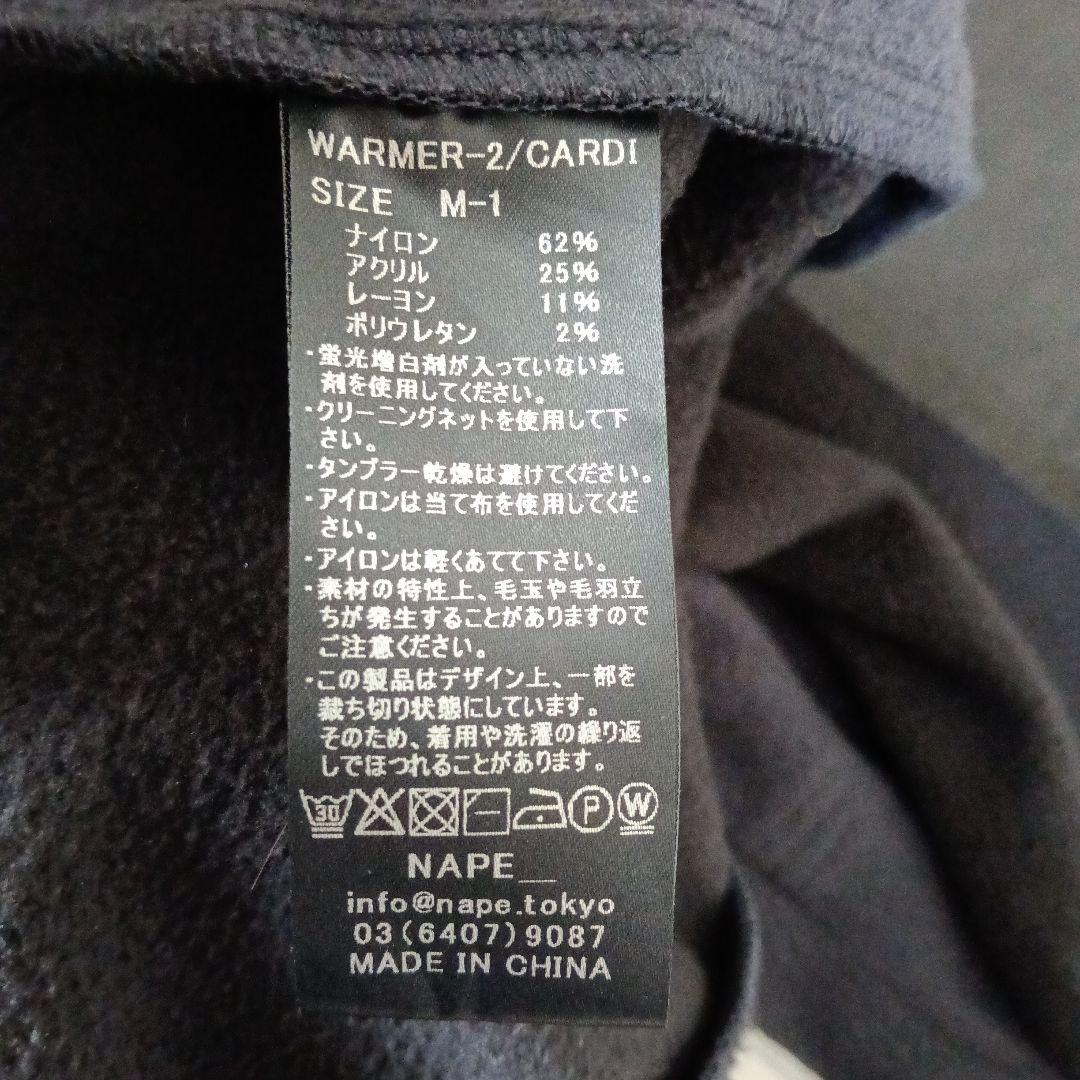 WARMER-2/CARDI
SIZE M-1
ナイロン 62%
アクリル 25%
レーヨン 11%
ポリウレタン 2%
・蛍光増白剤が入っていない洗
剤を使用してください。
・クリーニングネットを使用して下
さい。
・タンブラー乾燥は避けてください。
・アイロンは当て布を使用してくだ
さい。
・アイロンは軽くあてて下さい。
・素材の特性上、毛玉や毛羽立
ちが発生することがありますので
ご注意ください。
・この製品はデザイン上、一部を
裁ち切り状態にしています。
そのため、着用や洗濯の繰り返
しでほつれることがあります。
30 P W
NAPE__
info@nape.tokyo
03(6407)9087
MADE IN CHINA